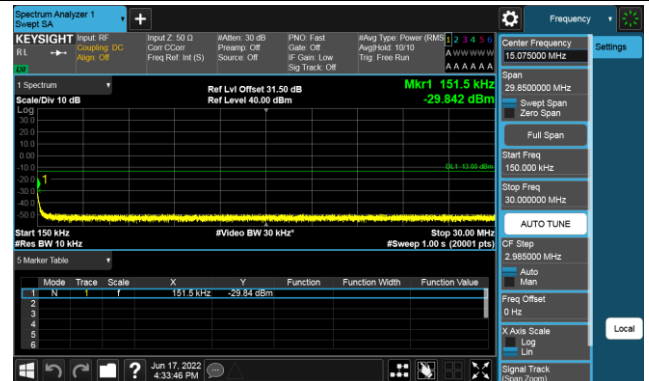 Spectrum Analyzer 1
Swept SA
Frequency
KEYSIGHT
Input: RF
Input Z: 50 Ω
#Atten: 30 dB
PNO: Fast
#Avg Type: Power (RMS
1 2 3 4 5 6
RL
Coupling: DC
Corr CCorr
Preamp: Off
Gate: Off
Avg|Hold: 10/10
A W W W W W
Align: Off
Freq Ref: Int (S)
Source: Off
IF Gain: Low
Trig: Free Run
Sig Track: Off
A A A A A A
Center Frequency
15.075000 MHz
Settings
Span
29.8500000 MHz
Swept Span
Zero Span
Full Span
Start Freq
150.000 kHz
Stop Freq
30.000000 MHz
AUTO TUNE
CF Step
2.985000 MHz
Auto
Man
Freq Offset
0 Hz
X Axis Scale
Log
Lin
Local
Signal Track
(Span Zoom)
1 Spectrum
Ref Lvl Offset 31.50 dB
Mkr1 151.5 kHz
Scale/Div 10 dB
Ref Level 40.00 dBm
-29.842 dBm
Log
30.0
20.0
10.0
0.00
-10.0
DL1 -13.00 dBm
-20.0
1
-30.0
-40.0
-50.0
Start 150 kHz
#Video BW 30 kHz*
Stop 30.00 MHz
#Res BW 10 kHz
#Sweep 1.00 s (20001 pts)
5 Marker Table
Mode Trace Scale X Y Function Function Width Function Value
1 N 1 f 151.5 kHz -29.84 dBm
2
3
4
5
6
Jun 17, 2022
4:33:46 PM